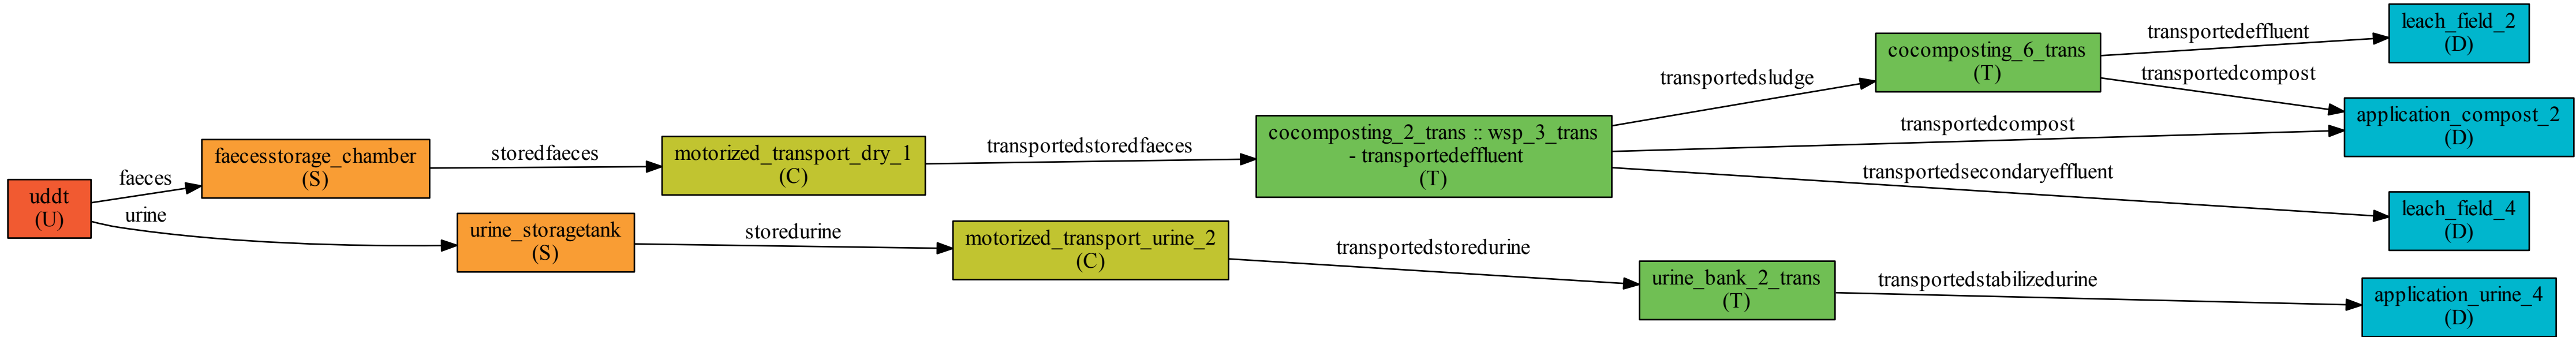 uddt
(U)
faeces
urine
faecesstorage_chamber
(S)
storedfaeces
urine_storagetank
(S)
storedurine
motorized_transport_dry_1
(C)
transportedstoredfaeces
motorized_transport_urine_2
(C)
transportedstoredurine
cocomposting_2_trans :: wsp_3_trans
- transportedeffluent
(T)
transportedsludge
transportedcompost
transportedsecondaryeffluent
urine_bank_2_trans
(T)
transportedstabilizedurine
cocomposting_6_trans
(T)
transportedeffluent
transportedcompost
leach_field_2
(D)
application_compost_2
(D)
leach_field_4
(D)
application_urine_4
(D)